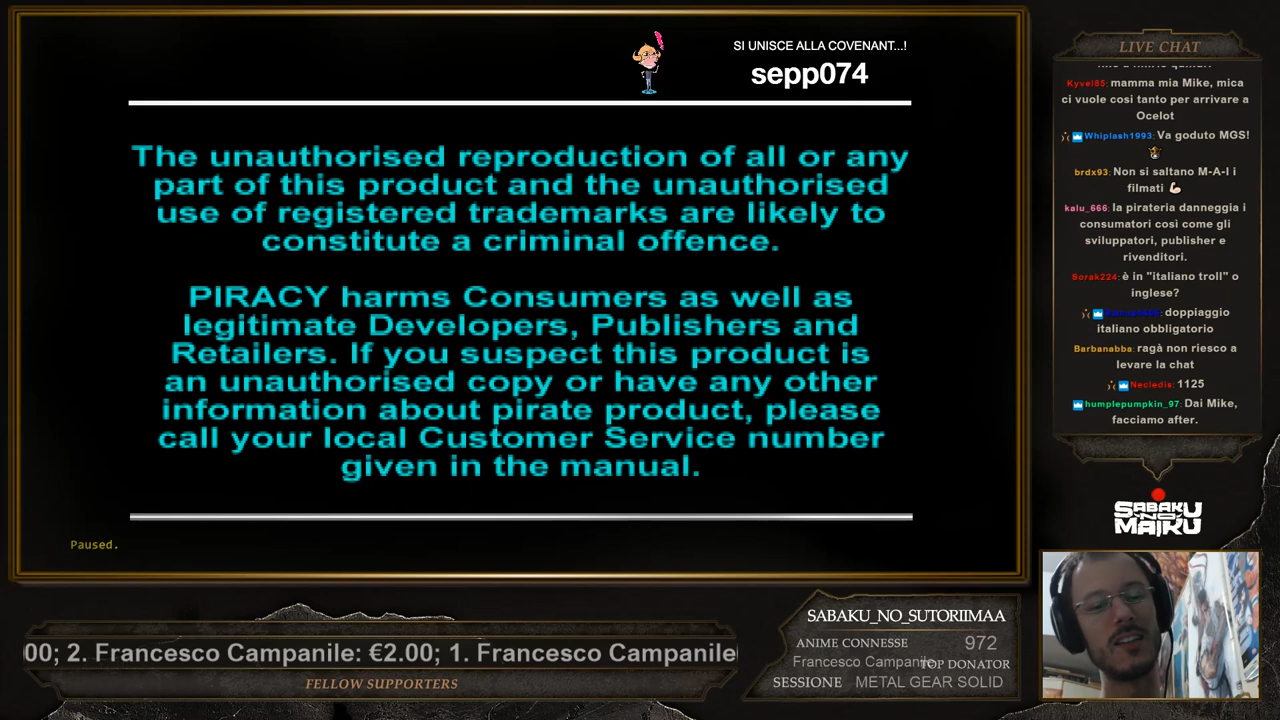 SI UNISCE ALLA COVENANT...!
sepp074
The unauthorised reproduction of all or any
part of this product and the unauthorised
use of registered trademarks are likely to
constitute a criminal offence.
PIRACY harms Consumers as well as
legitimate Developers, Publishers and
Retailers. If you suspect this product is
an unauthorised copy or have any other
information about pirate product, please
call your local Customer Service number
given in the manual.
Paused.
LIVE CHAT
Kyvel85: mamma mia Mike, mica
ci vuole cosi tanto per arrivare a
Ocelot
Whiplash1993: Va goduto MGS!
brdx93: Non si saltano M-A-I i
filmati
kalu_666: la pirateria danneggia i
consumatori così come gli
sviluppatori, publisher e
rivenditori.
Borak224: è in "italiano troll" o
inglese?
doppiaggio
italiano obbligatorio
Barbanabba: ragà non riesco a
levare la chat
Necledis: 1125
humplepumpkin_97: Dai Mike,
facciamo after.
SABAKU
NO
MAIKU
00; 2. Francesco Campanile: €2.00; 1. Francesco Campanile
FELLOW SUPPORTERS
SABAKU_NO_SUTORIIMAA
ANIME CONNESSE 972
Francesco Campanile TOP DONATOR
SESSIONE METAL GEAR SOLID